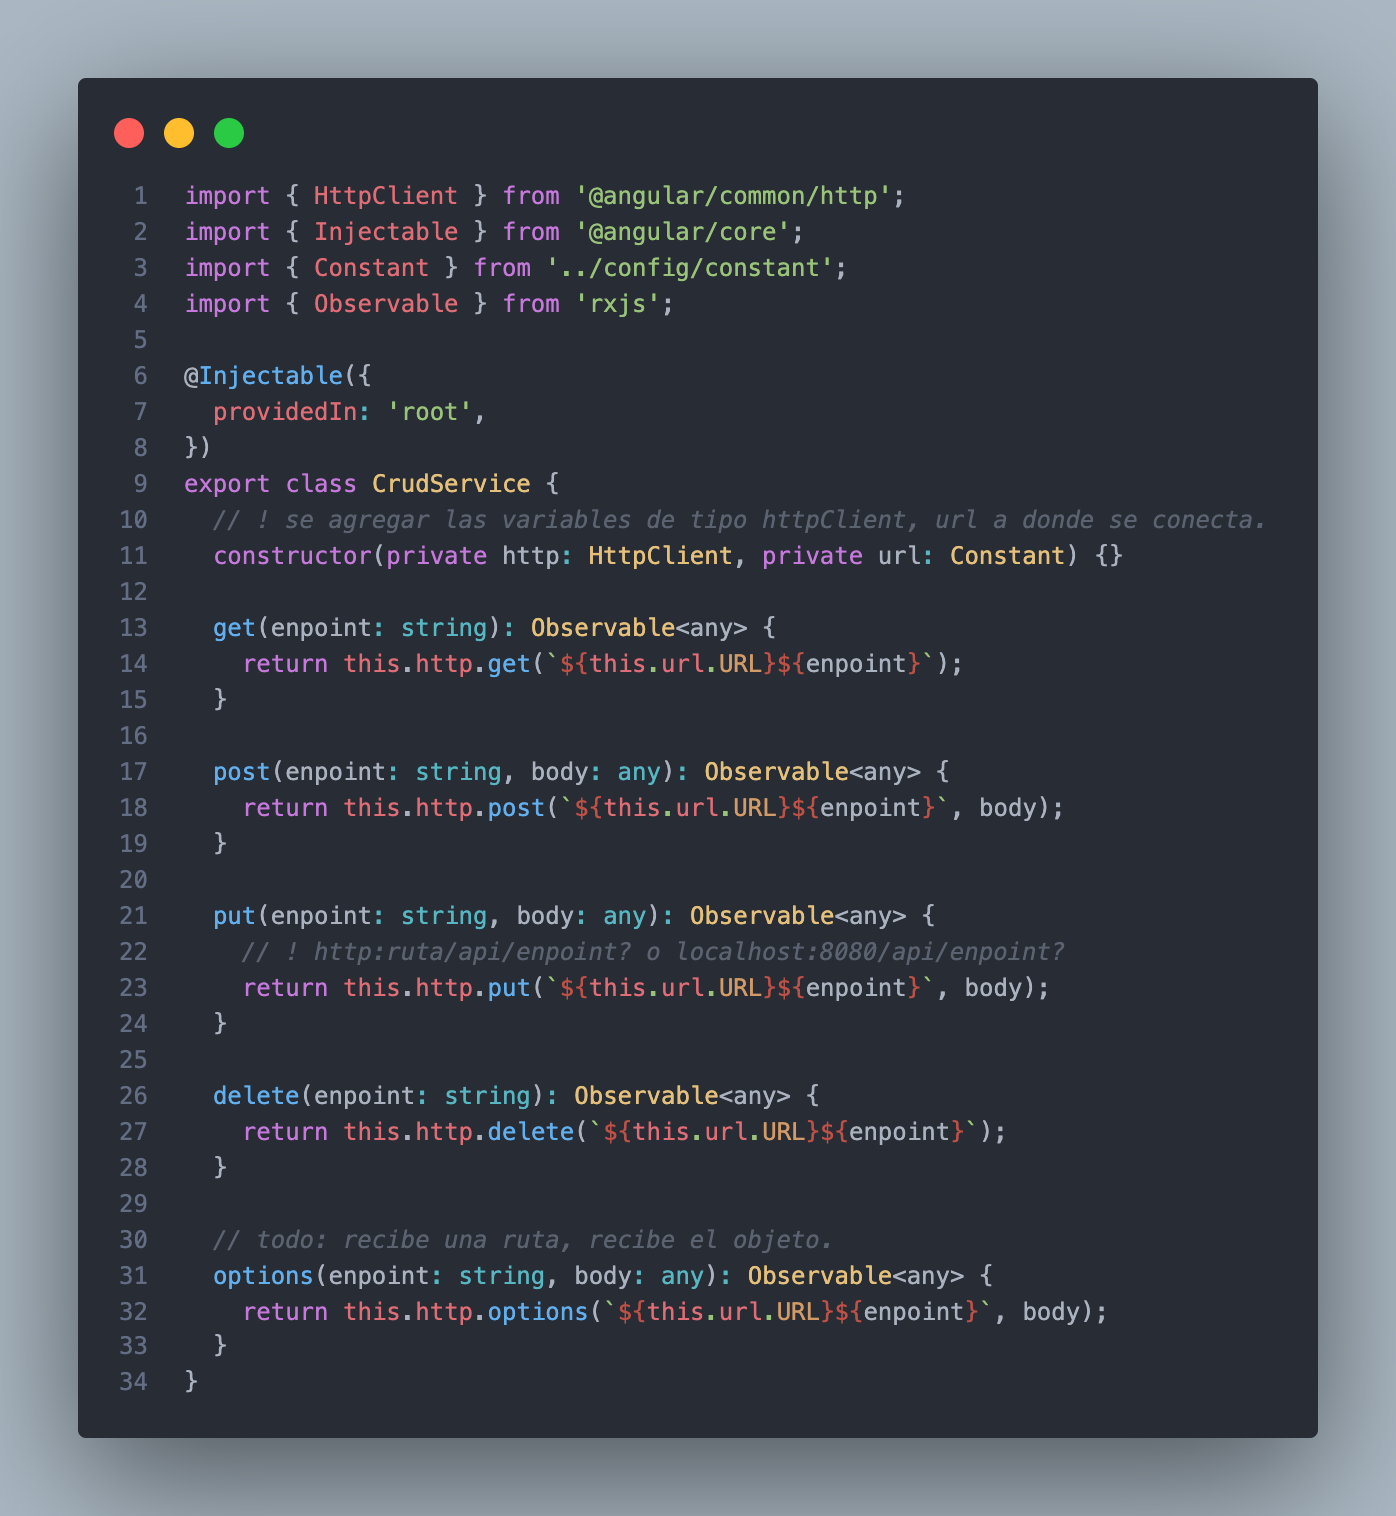 1 import { HttpClient } from '@angular/common/http';
2 import { Injectable } from '@angular/core';
3 import { Constant } from '../config/constant';
4 import { Observable } from 'rxjs';
5
6 @Injectable({
7   providedIn: 'root',
8 })
9 export class CrudService {
10   // ! se agregar las variables de tipo httpClient, url a donde se conecta.
11   constructor(private http: HttpClient, private url: Constant) {}
12
13   get(enpoint: string): Observable<any> {
14     return this.http.get(`${this.url.URL}${enpoint}`);
15   }
16
17   post(enpoint: string, body: any): Observable<any> {
18     return this.http.post(`${this.url.URL}${enpoint}`, body);
19   }
20
21   put(enpoint: string, body: any): Observable<any> {
22     // ! http:ruta/api/enpoint? o localhost:8080/api/enpoint?
23     return this.http.put(`${this.url.URL}${enpoint}`, body);
24   }
25
26   delete(enpoint: string): Observable<any> {
27     return this.http.delete(`${this.url.URL}${enpoint}`);
28   }
29
30   // todo: recibe una ruta, recibe el objeto.
31   options(enpoint: string, body: any): Observable<any> {
32     return this.http.options(`${this.url.URL}${enpoint}`, body);
33   }
34 }